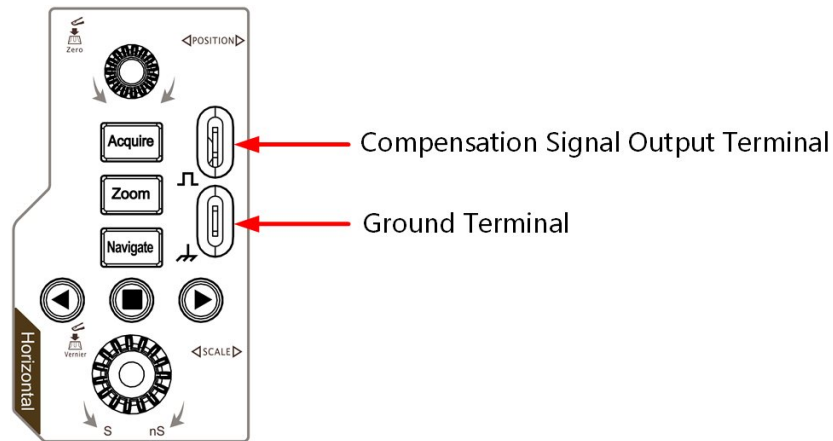 Zero
◁POSITION▷
Acquire
Compensation Signal Output Terminal
Zoom
Ground Terminal
Navigate
Horizontal
Vernier
◁SCALE▷
S
nS